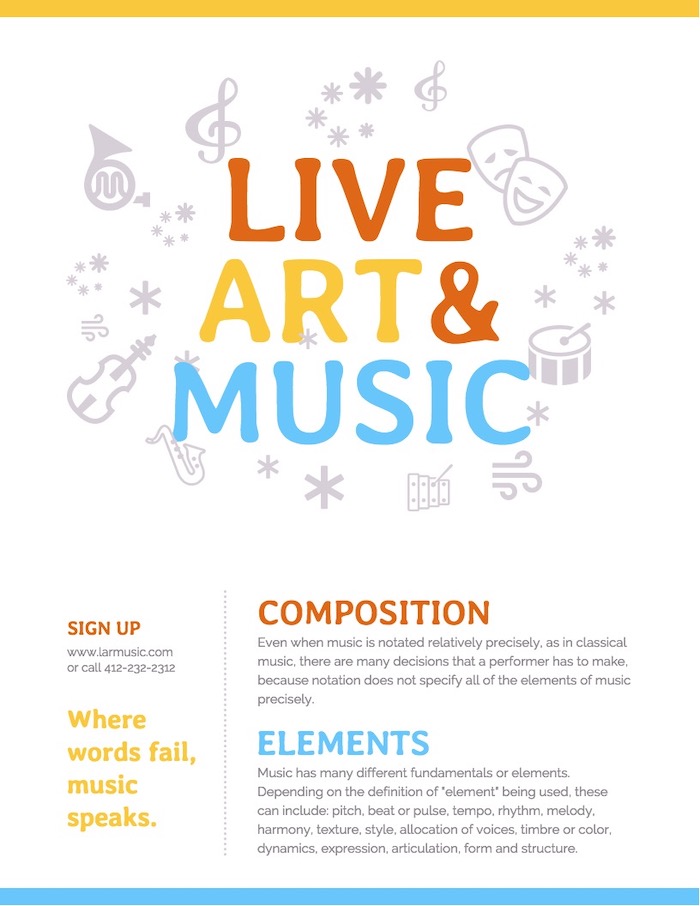 LIVE
ART&
MUSIC
SIGN UP
www.larmusic.com
or call 412-232-2312
Where
words fail,
music
speaks.
COMPOSITION
Even when music is notated relatively precisely, as in classical
music, there are many decisions that a performer has to make,
because notation does not specify all of the elements of music
precisely.
ELEMENTS
Music has many different fundamentals or elements.
Depending on the definition of "element" being used, these
can include: pitch, beat or pulse, tempo, rhythm, melody,
harmony, texture, style, allocation of voices, timbre or color,
dynamics, expression, articulation, form and structure.